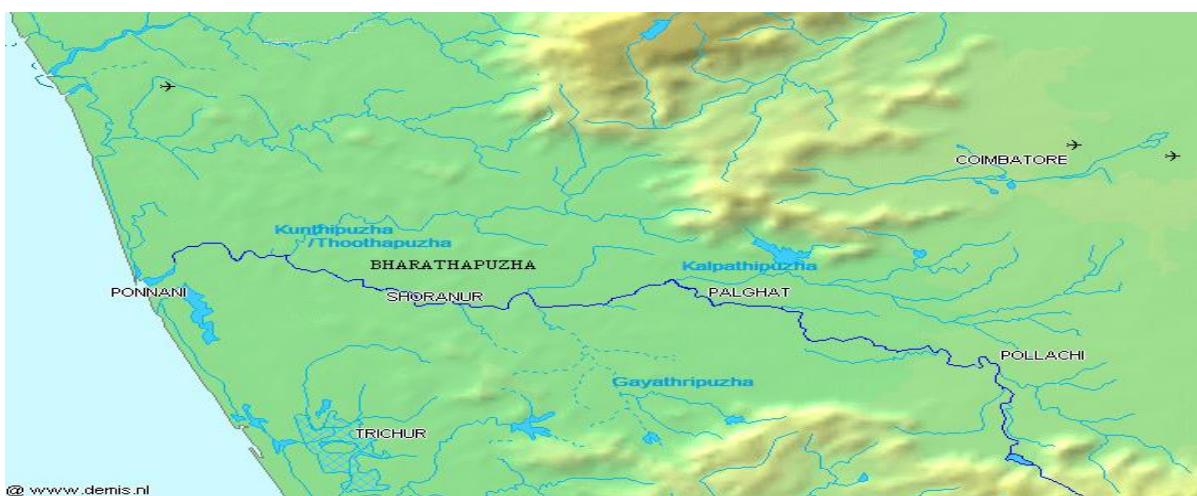 COIMBATORE
Kunthipuzha
/Thoothapuzha
BHARATHAPUZHA
Kalpathipuzha
PONNANI
SHORANUR
PALGHAT
POLLACHI
Gayathripuzha
TRICHUR
@ www.demis.nl